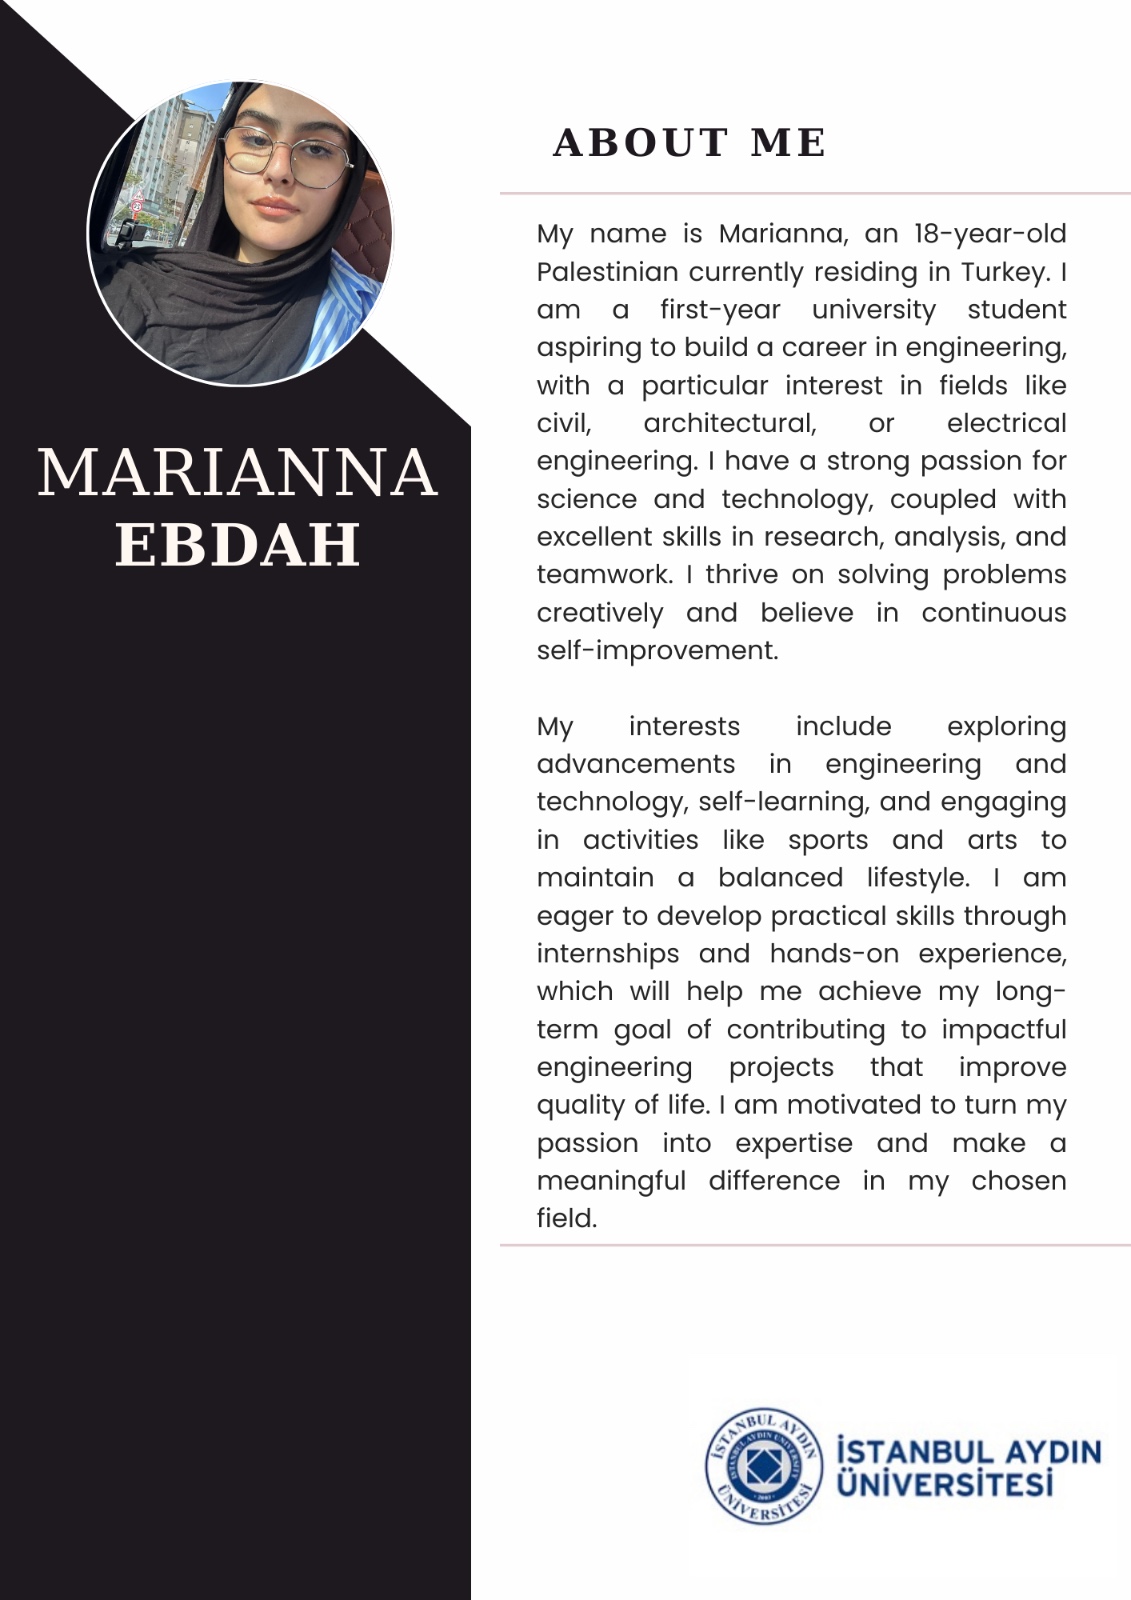 MARIANNA
EBDAH
ABOUT ME
My name is Marianna, an 18-year-old
Palestinian currently residing in Turkey. I
am a first-year university student
aspiring to build a career in engineering,
with a particular interest in fields like
civil, architectural, or electrical
engineering. I have a strong passion for
science and technology, coupled with
excellent skills in research, analysis, and
teamwork. I thrive on solving problems
creatively and believe in continuous
self-improvement.
My interests include exploring
advancements in engineering and
technology, self-learning, and engaging
in activities like sports and arts to
maintain a balanced lifestyle. I am
eager to develop practical skills through
internships and hands-on experience,
which will help me achieve my long-
term goal of contributing to impactful
engineering projects that improve
quality of life. I am motivated to turn my
passion into expertise and make a
meaningful difference in my chosen
field.
İSTANBUL AYDIN
ÜNİVERSİTESİ
ISTANBUL AYDIN UNIVERSITY
İSTANBUL AYDIN
ÜNİVERSİTESİ